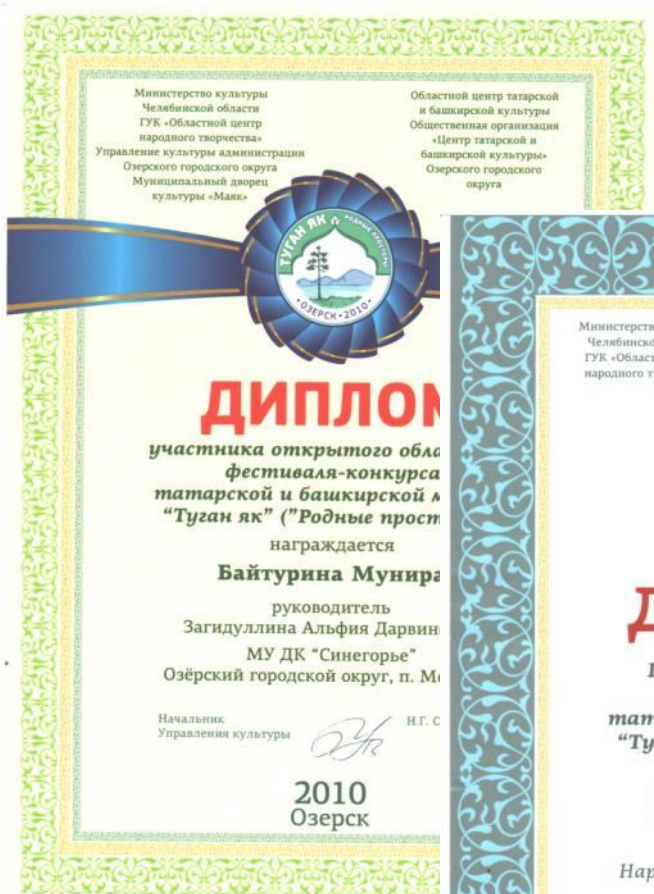 Министерство культуры
Челябинской области
ГУК «Областной центр
народного творчества»
Управление культуры администрации
Озерского городского округа
Муниципальный дворец
культуры «Маяк»
Областной центр татарской
и башкирской культуры
Общественная организация
«Центр татарской и
башкирской культуры»
Озерского городского
округа
ТУГАН ЯК РОДНЫЕ ПРОСТОРЫ
ОЗЕРСК•2010
ДИПЛОМ
участника открытого обла
фестиваля-конкурса
татарской и башкирской м
“Туган як” (”Родные прост
награждается
Байтурина Мунира
руководитель
Загидуллина Альфия Дарвин
МУ ДК “Синегорье”
Озёрский городской округ, п. Ме
Начальник
Управления культуры
Н.Г. С
2010
Озерск
Министерств
Челябинско
ГУК «Област
народного т
Д
тат
“Ту
Нар